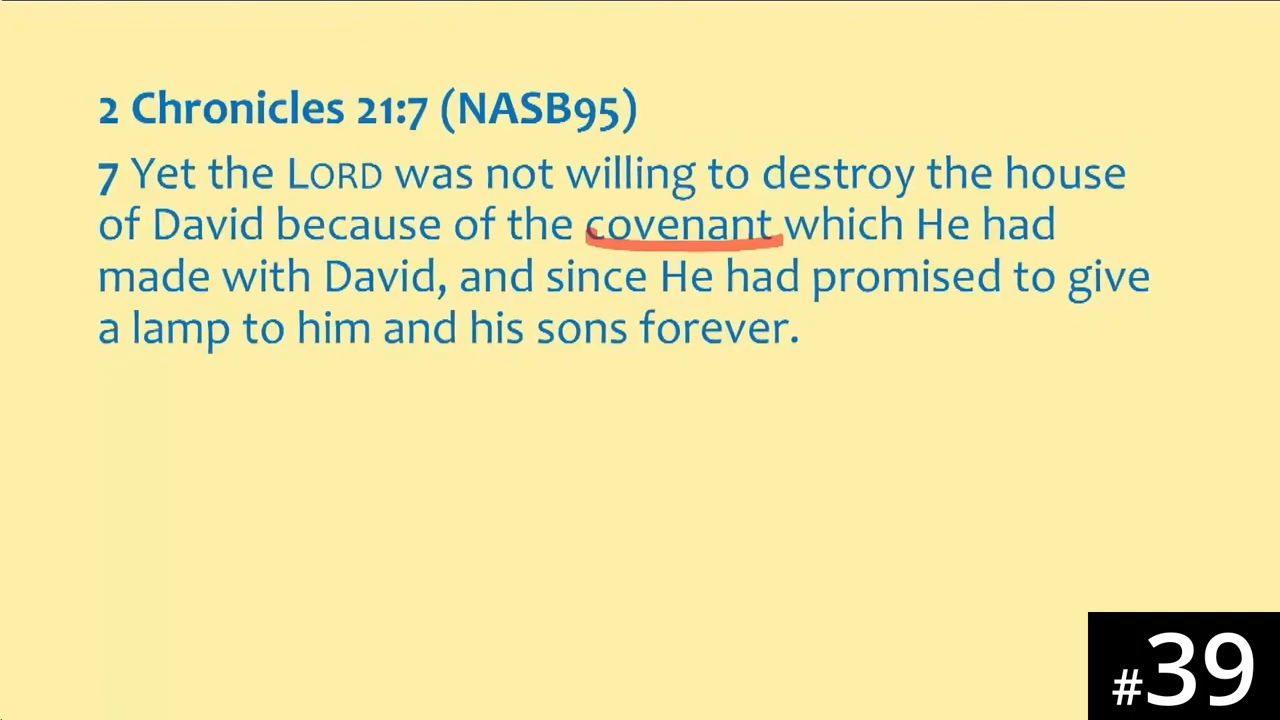 2 Chronicles 21:7 (NASB95)
7 Yet the LORD was not willing to destroy the house
of David because of the covenant which He had
made with David, and since He had promised to give
a lamp to him and his sons forever.
#39